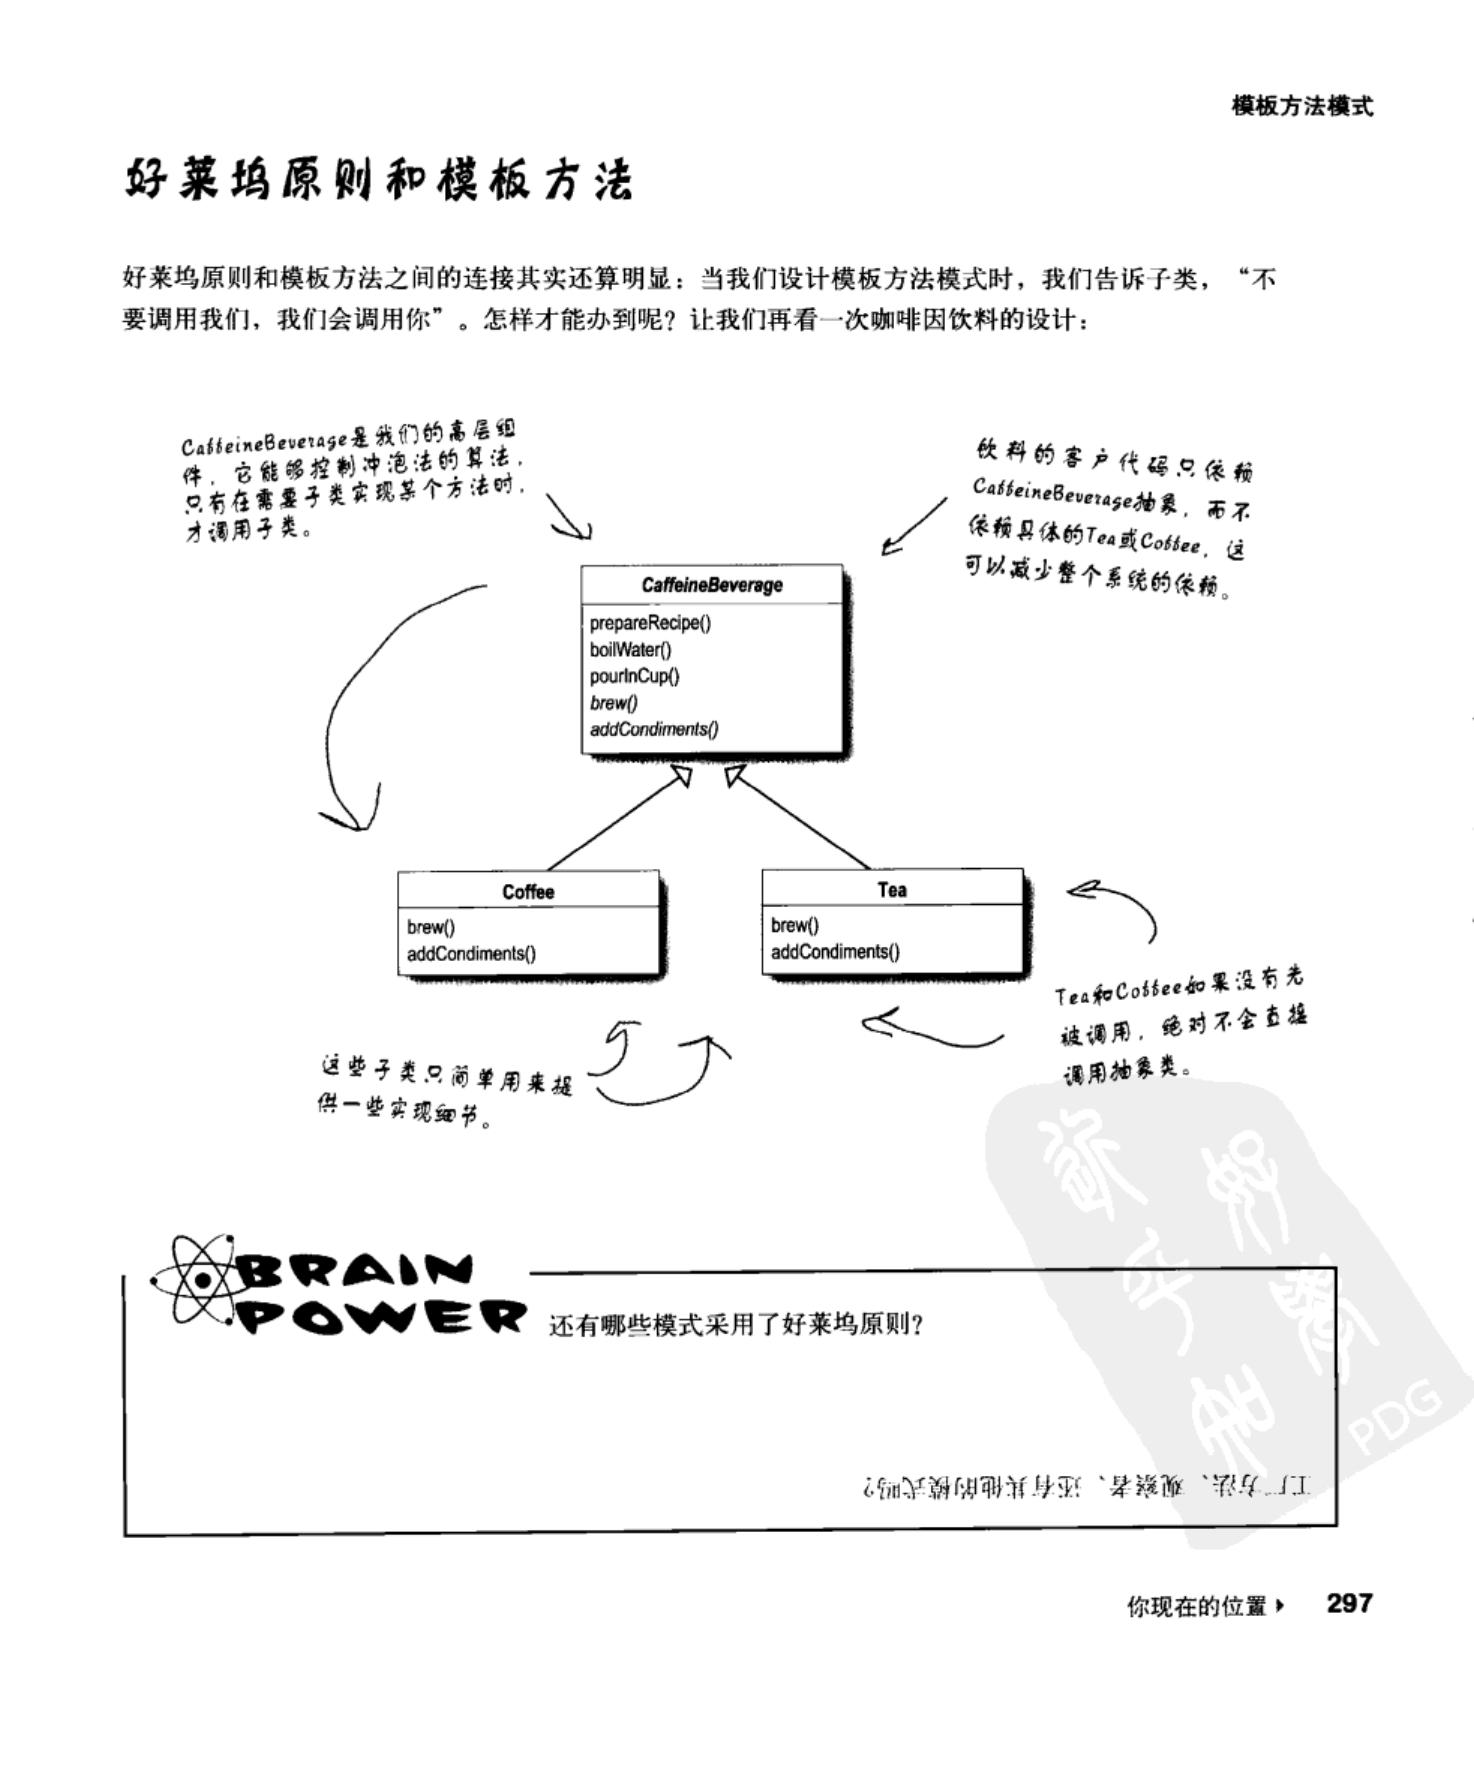 模板方法模式
好莱坞原则和模板方法
好莱坞原则和模板方法之间的连接其实还算明显：当我们设计模板方法模式时，我们告诉子类，“不
要调用我们，我们会调用你”。怎样才能办到呢？让我们再看一次咖啡因饮料的设计：
CaffeineBeverage是我们的高层组
件，它能够控制冲泡法的算法，
只有在需要子类实现某个方法时，
才调用子类。
饮料的客户代码只依赖
CaffeineBeverage抽象，而不
依赖具体的Tea或Coffee，这
可以减少整个系统的依赖。
CaffeineBeverage
prepareRecipe()
boilWater()
pourInCup()
brew()
addCondiments()
Coffee
brew()
addCondiments()
Tea
brew()
addCondiments()
Tea和Coffee如果没有先
被调用，绝对不会直接
调用抽象类。
这些子类只简单用来提
供一些实现细节。
BRAIN
POWER
还有哪些模式采用了好莱坞原则？
工厂方法、观察者、还有其他的模式吗？
PDG
你现在的位置 297